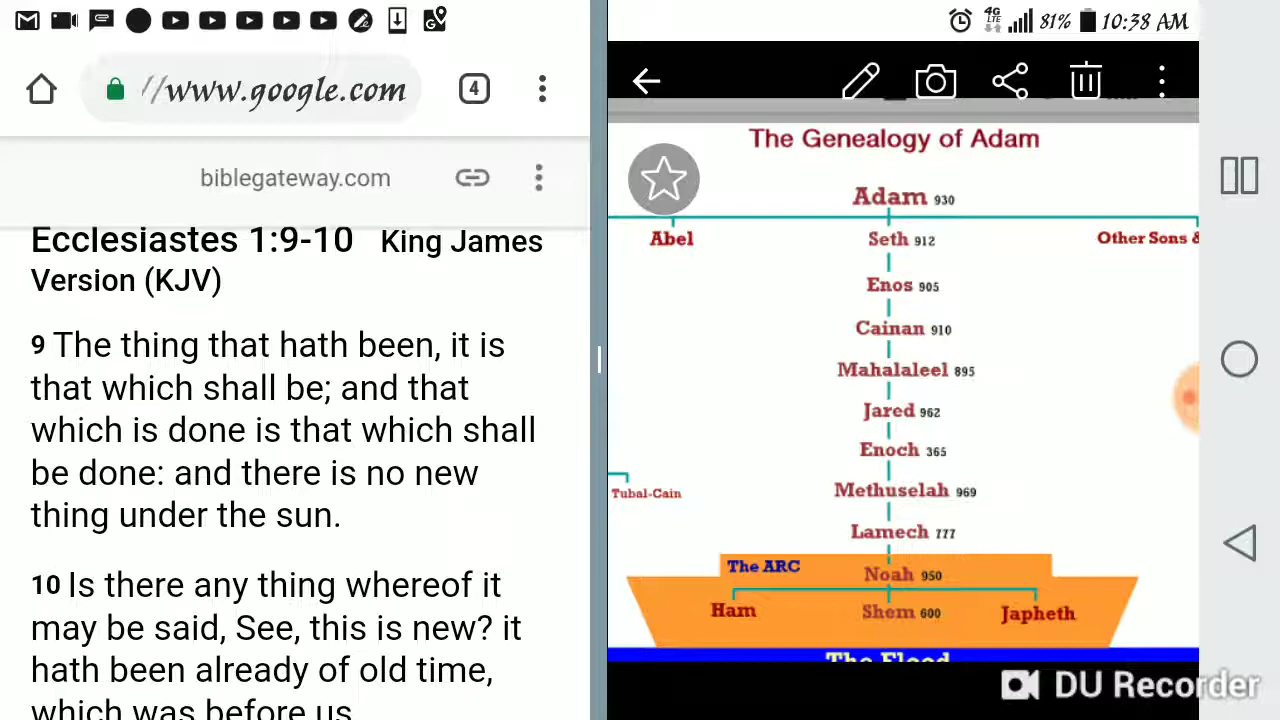 81% 10:38 AM
4G
LTE
//www.google.com
4
biblegateway.com
Ecclesiastes 1:9-10 King James
Version (KJV)
9 The thing that hath been, it is
that which shall be; and that
which is done is that which shall
be done: and there is no new
thing under the sun.
10 Is there any thing whereof it
may be said, See, this is new? it
hath been already of old time,
which was before us
The Genealogy of Adam
Adam 930
Abel
Seth 912
Other Sons &
Enos 905
Cainan 910
Mahalaleel 895
Jared 962
Enoch 365
Tubal-Cain
Methuselah 969
Lamech 777
The ARC
Noah 950
Ham
Shem 600
Japheth
The Flood
DU Recorder